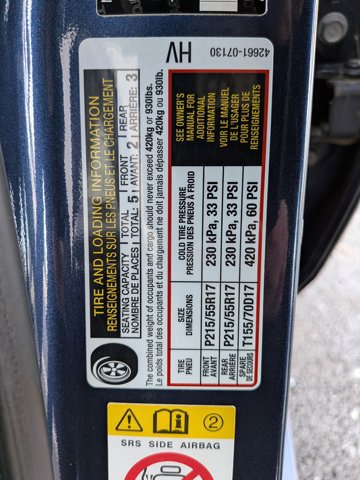 TIRE AND LOADING INFORMATION
RENSEIGNEMENTS SUR LES PNEUS ET LE CHARGEMENT
SEATING CAPACITY TOTAL: 5 FRONT 2 REAR 3
NOMBRE DE PLACES TOTAL: AVANT: ARRIÈRE:
The combined weight of occupants and cargo should never exceed 420kg or 930lbs.
Le poids total des occupants et du chargement ne doit jamais dépasser 420kg ou 930lb.
TIRE SIZE COLD TIRE PRESSURE
PNEU DIMENSIONS PRESSION DES PNEUS À FROID
FRONT P215/55R17 230 kPa, 33 PSI
AVANT
REAR P215/55R17 230 kPa, 33 PSI
ARRIERE
SPARE T155/70D17 420 kPa, 60 PSI
DE SECOURS
SEE OWNER'S
MANUAL FOR
ADDITIONAL
INFORMATION
VOIR LE MANUEL
DE L'USAGER
POUR PLUS DE
RENSEIGNEMENTS
HV
42661-07130
2
SRS SIDE AIRBAG